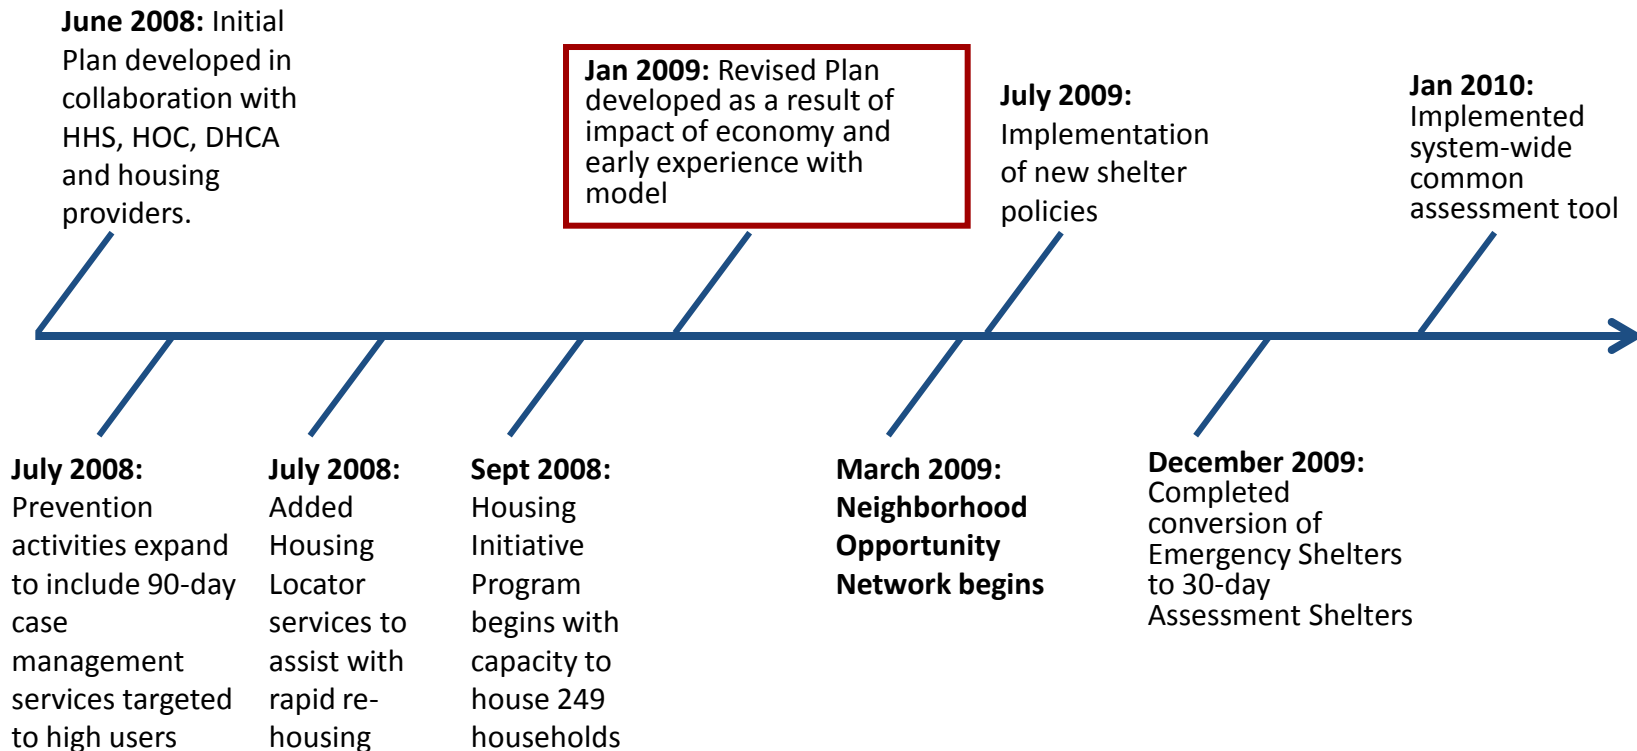 June 2008: Initial
Plan developed in
collaboration with
HHS, HOC, DHCA
and housing
providers.
Jan 2009: Revised Plan
developed as a result of
impact of economy and
early experience with
model
July 2009:
Implementation
of new shelter
policies
Jan 2010:
Implemented
system-wide
common
assessment tool
July 2008:
Prevention
activities expand
to include 90-day
case
management
services targeted
to high users
July 2008:
Added
Housing
Locator
services to
assist with
rapid re-
housing
Sept 2008:
Housing
Initiative
Program
begins with
capacity to
house 249
households
March 2009:
Neighborhood
Opportunity
Network begins
December 2009:
Completed
conversion of
Emergency Shelters
to 30-day
Assessment Shelters